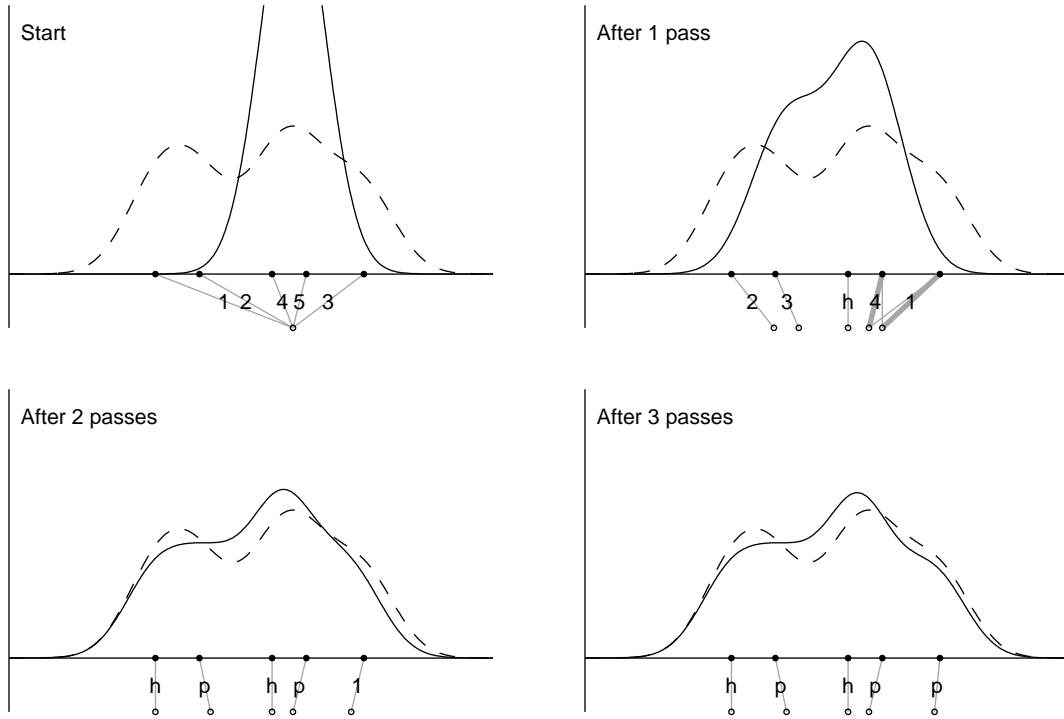 Start
1 2 4 5 3
After 1 pass
2 3 h 4 1
After 2 passes
h p h p 1
After 3 passes
h p h p p